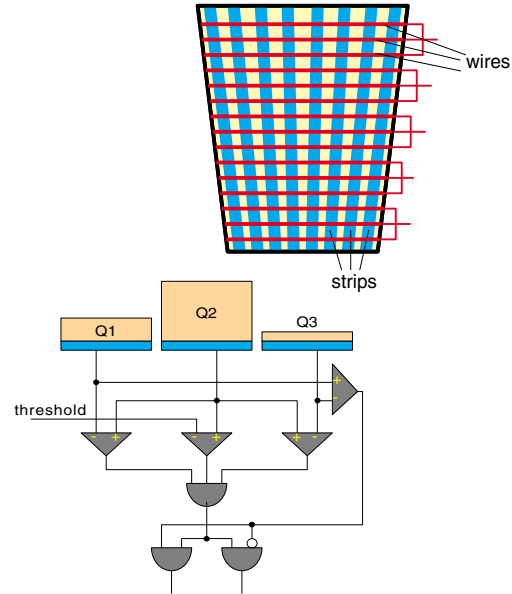 wires
strips
Q1
Q2
Q3
+
-
threshold
- +
- +
+ -